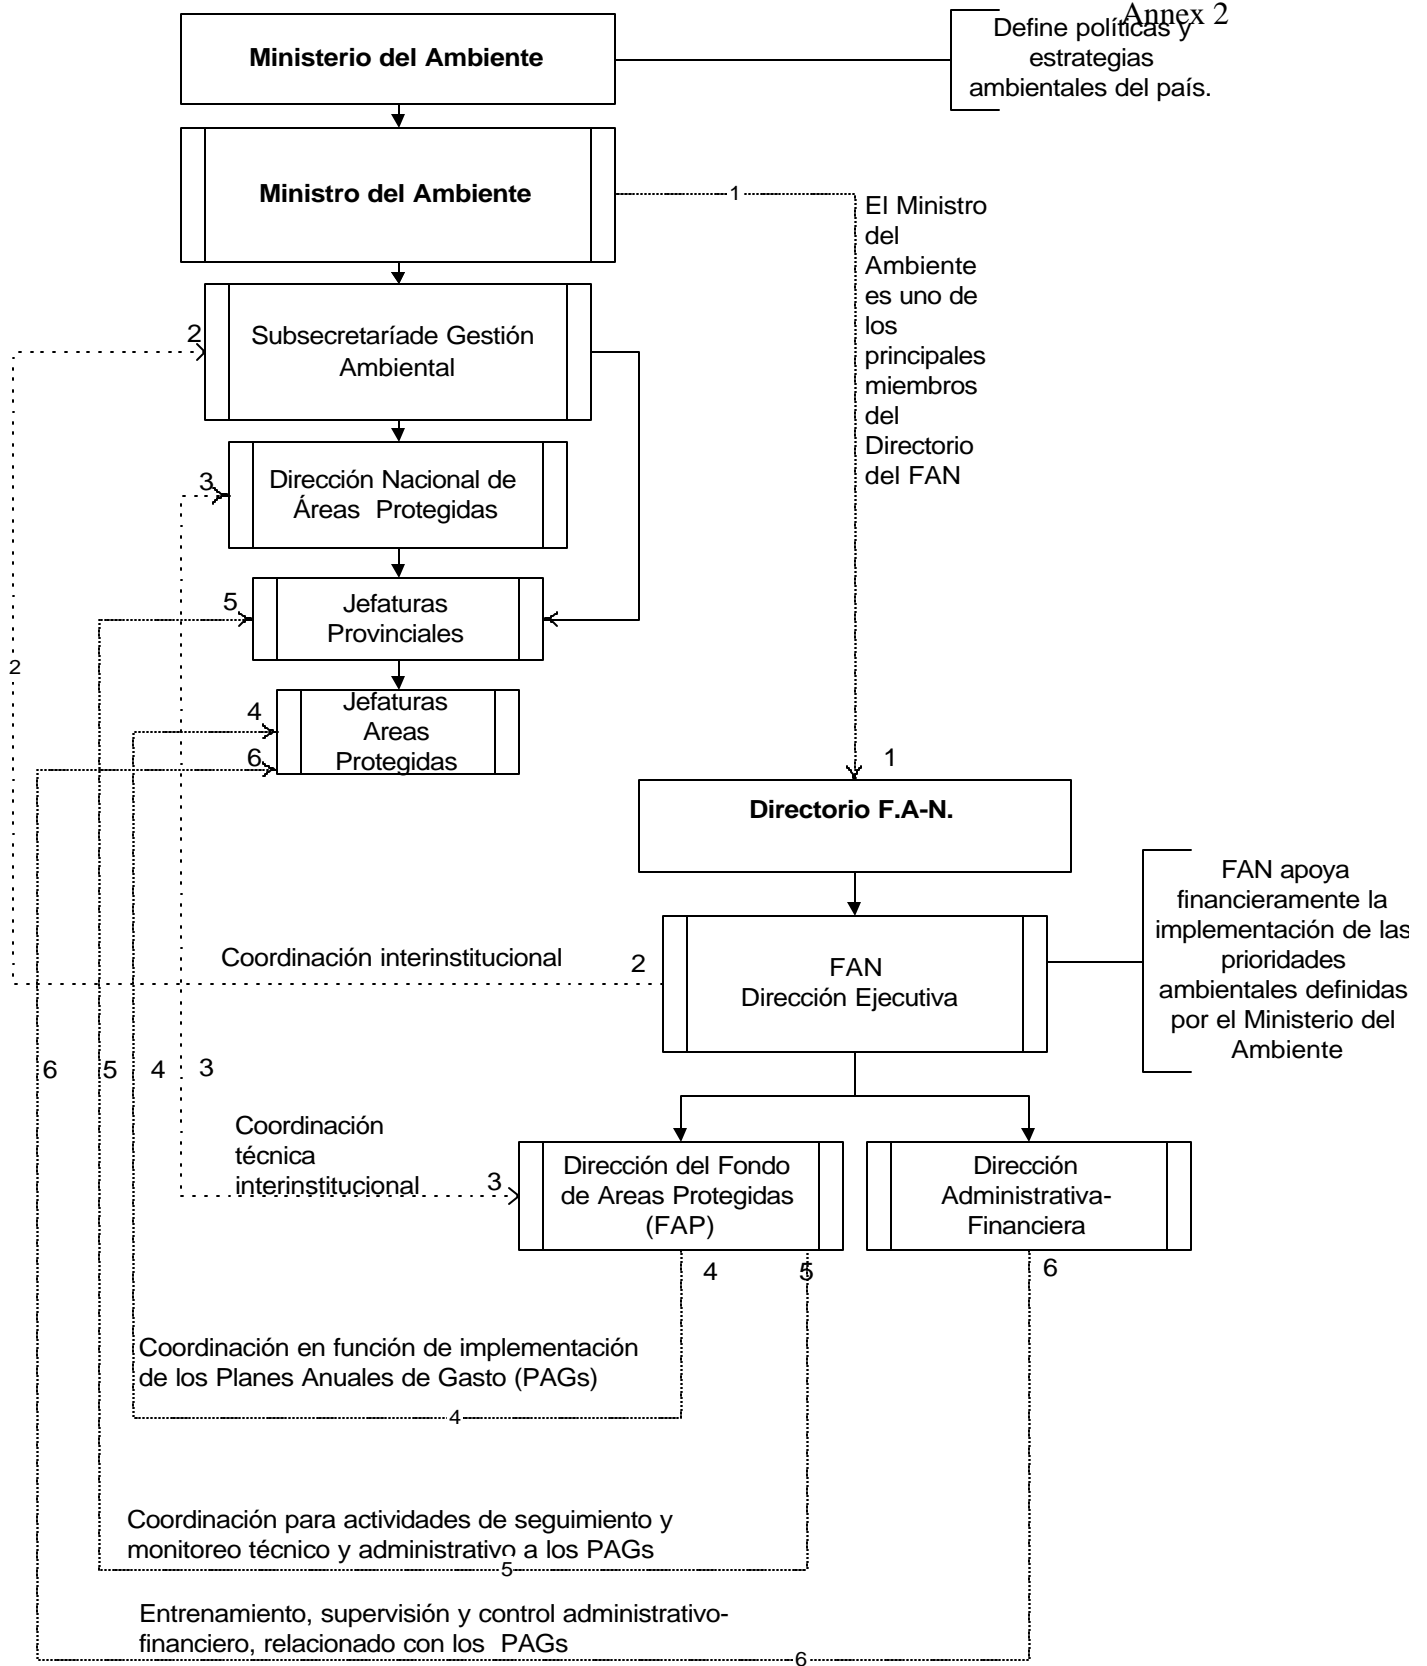 Annex 2
Ministerio del Ambiente
Define políticas y
estrategias
ambientales del país.
Ministro del Ambiente
1
El Ministro
del
Ambiente
es uno de
los
principales
miembros
del
Directorio
del FAN
2
Subsecretaríade Gestión
Ambiental
3
Dirección Nacional de
Áreas Protegidas
5
Jefaturas
Provinciales
2
4
6
Jefaturas
Areas
Protegidas
1
Directorio F.A-N.
FAN apoya
financieramente la
implementación de las
prioridades
ambientales definidas
por el Ministerio del
Ambiente
Coordinación interinstitucional
2
FAN
Dirección Ejecutiva
6
5
4
3
Coordinación
técnica
interinstitucional
3
Dirección del Fondo
de Areas Protegidas
(FAP)
Dirección
Administrativa-
Financiera
4
5
6
Coordinación en función de implementación
de los Planes Anuales de Gasto (PAGs)
4
Coordinación para actividades de seguimiento y
monitoreo técnico y administrativo a los PAGs
5
Entrenamiento, supervisión y control administrativo-
financiero, relacionado con los PAGs
6